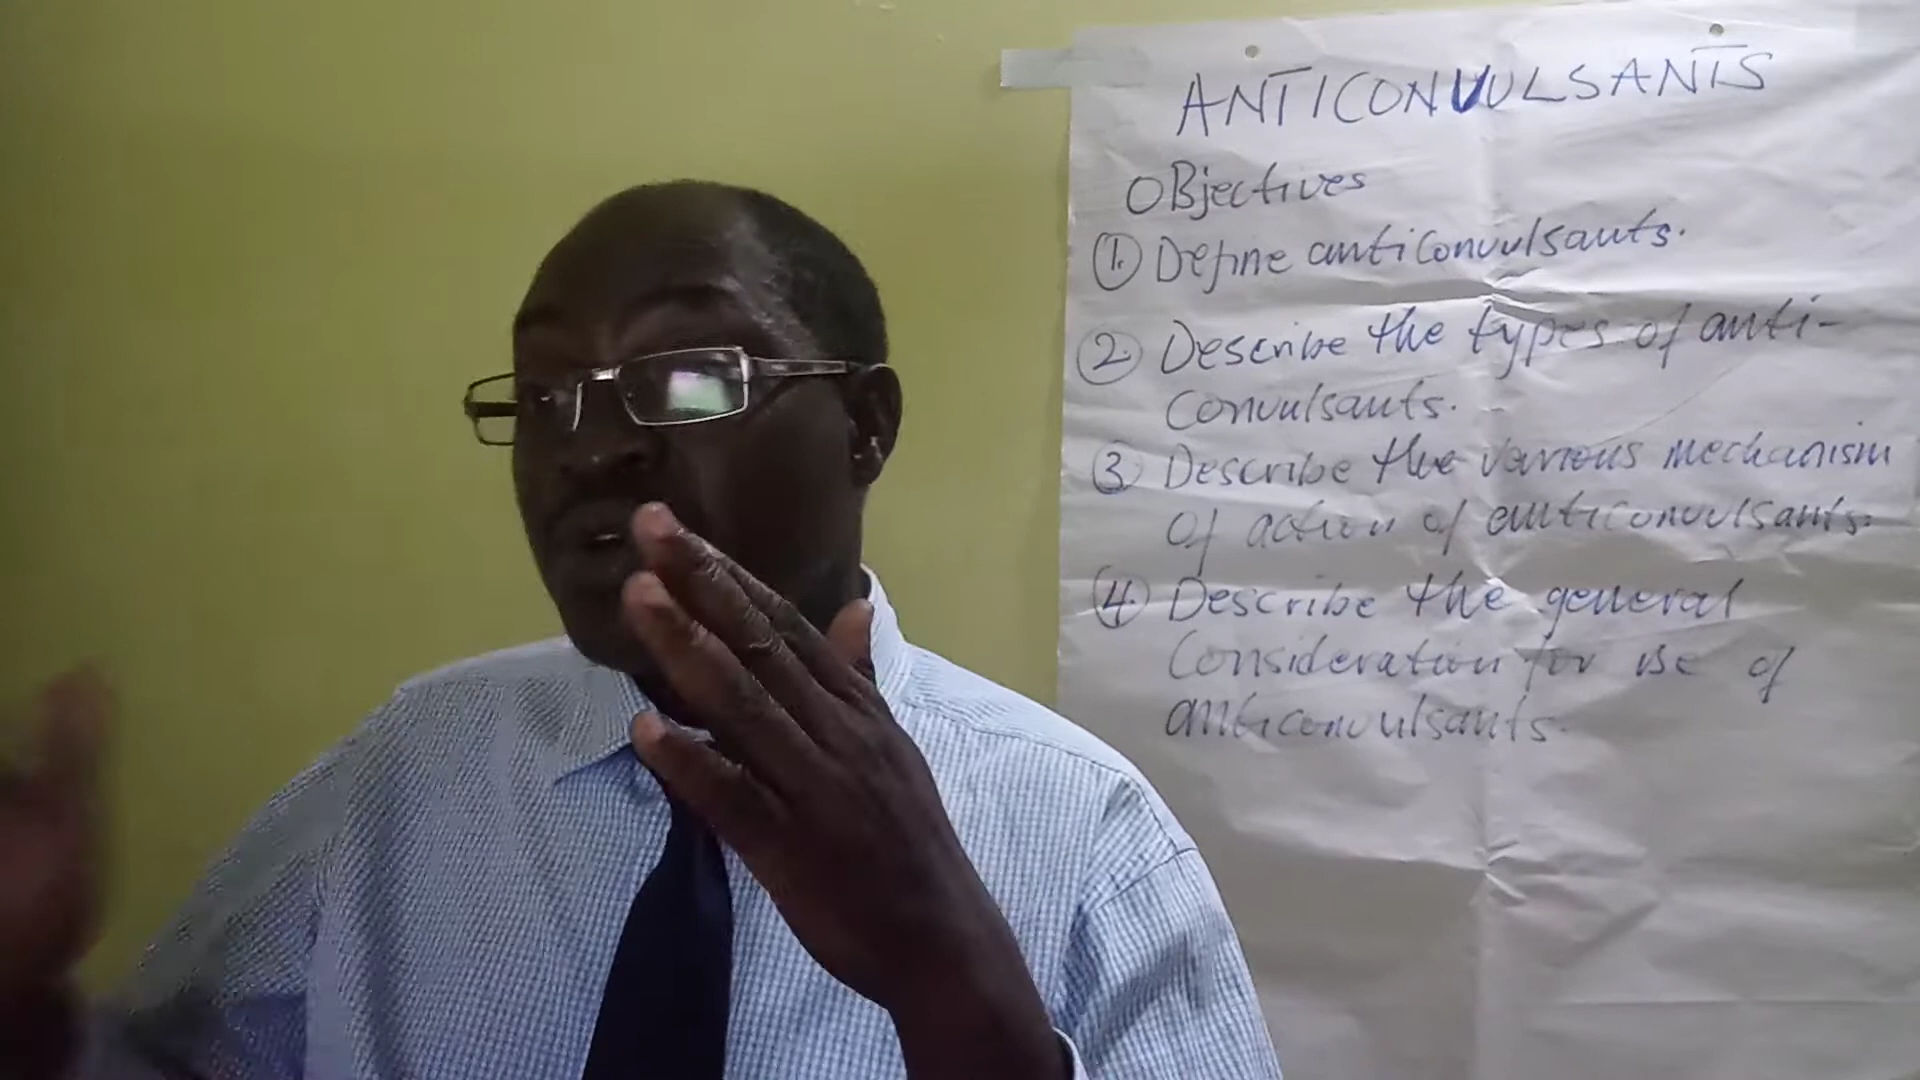 ANTICONVULSANTS
OBjectives
1. Define anticonvulsants.
2. Describe the types of anti-
convulsants.
3 Describe the various mechanism
of action of anticonvulsants.
4. Describe the general
Consideration for use of
anticonvulsants.